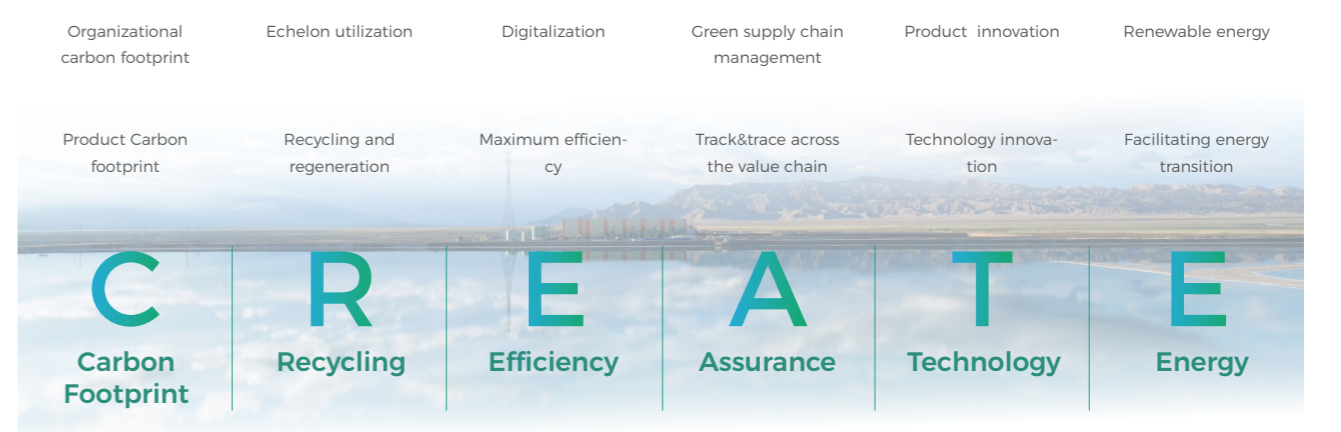 Organizational
carbon footprint
Echelon utilization
Digitalization
Green supply chain
management
Product  innovation
Renewable energy
Product Carbon
footprint
Recycling and
regeneration
Maximum efficien-
cy
Track&trace across
the value chain
Technology innova-
tion
Facilitating energy
transition
C
R
E
A
T
E
Carbon
Footprint
Recycling
Efficiency
Assurance
Technology
Energy